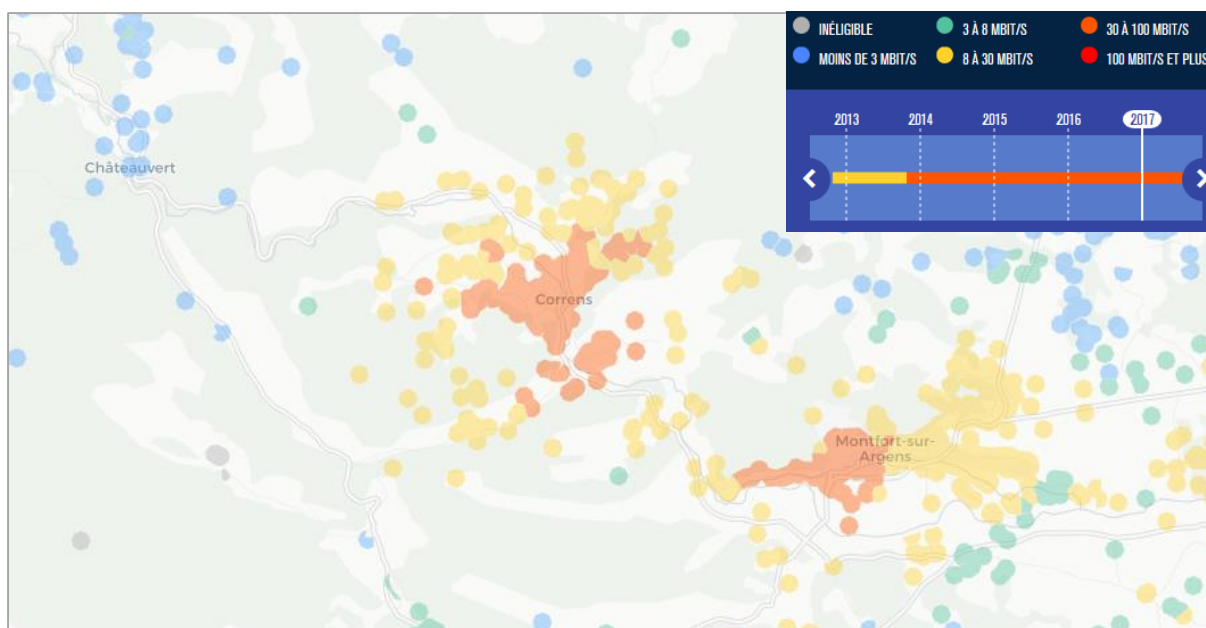 INÉLIGIBLE
3 À 8 MBIT/S
30 À 100 MBIT/S
MOINS DE 3 MBIT/S
8 À 30 MBIT/S
100 MBIT/S ET PLUS
2013
2014
2015
2016
2017
Châteauvert
Correns
Montfort-sur-
Argens